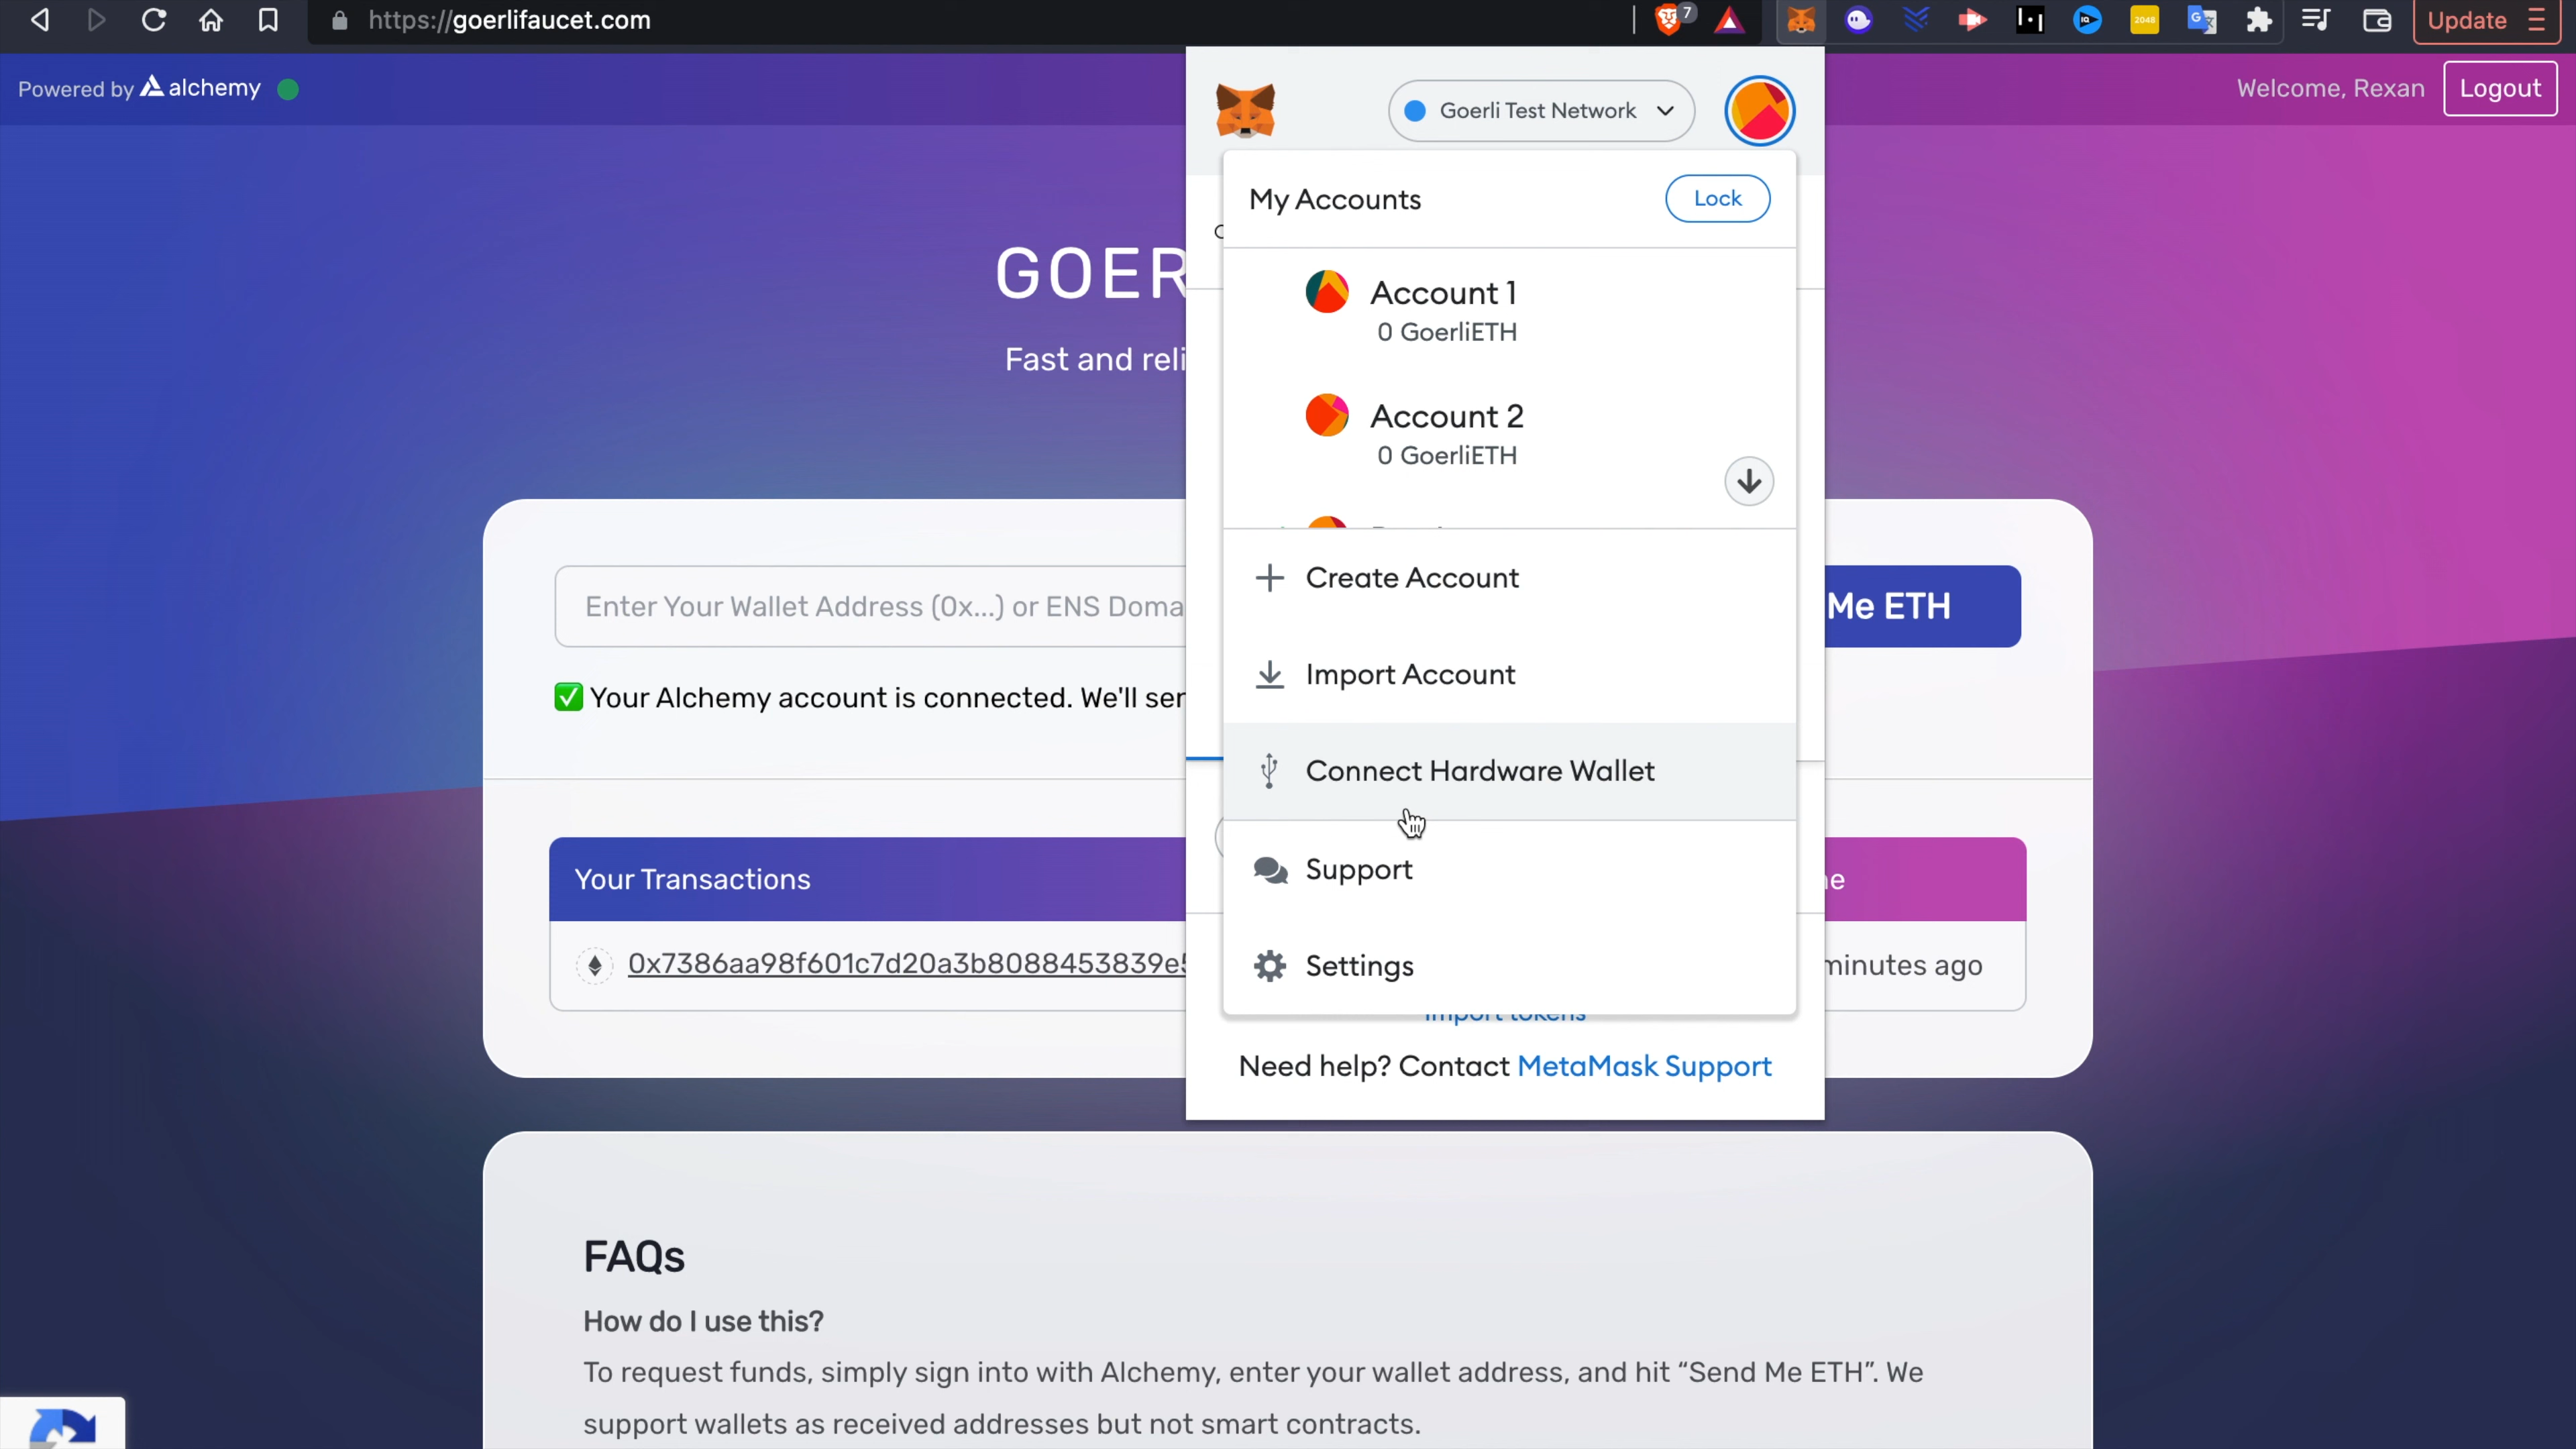 https://goerlifaucet.com
7
2048
Update
Powered by alchemy
Welcome, Rexan
Logout
Goerli Test Network
My Accounts
Lock
GOER
Account 1
0 GoerliETH
Fast and reli
Account 2
0 GoerliETH
Create Account
Enter Your Wallet Address (0x...) or ENS Doma
Me ETH
Import Account
Your Alchemy account is connected. We'll ser
Connect Hardware Wallet
Support
Your Transactions
Settings
0x7386aa98f601c7d20a3b8088453839e5
minutes ago
Import tokens
Need help? Contact MetaMask Support
FAQs
How do I use this?
To request funds, simply sign into with Alchemy, enter your wallet address, and hit “Send Me ETH”. We
support wallets as received addresses but not smart contracts.